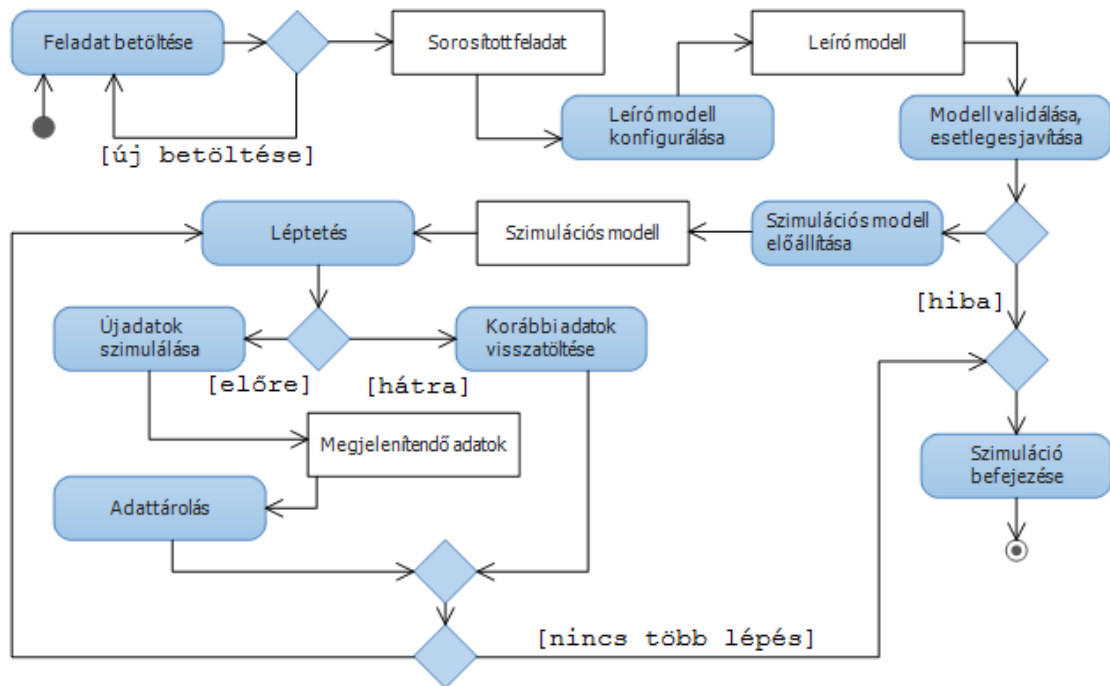 Feladat betöltése
Sorosított feladat
Leíró modell
[új betöltése]
Leíró modell
konfigurálása
Modell validálása,
esetleges javítása
Léptetés
Szimulációs modell
Szimulációs modell
előállítása
[hiba]
Új adatok
szimulálása
Korábbi adatok
visszatöltése
[előre]
[hátra]
Megjelenítendő adatok
Szimuláció
befejezése
Adattárolás
[nincs több lépés]